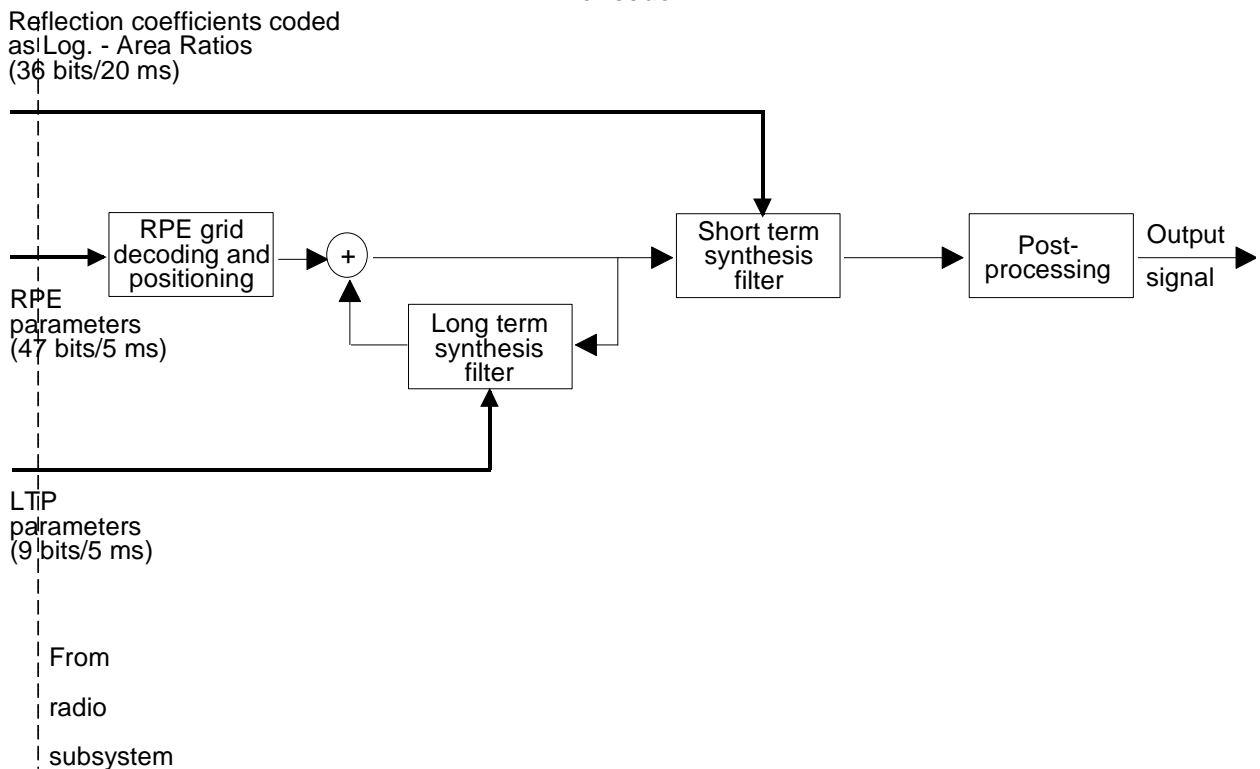 Reflection coefficients coded
as Log. - Area Ratios
(36 bits/20 ms)
RPE grid
decoding and
positioning
+
Short term
synthesis
filter
Post-
processing
Output
signal
RPE
parameters
(47 bits/5 ms)
Long term
synthesis
filter
LTP
parameters
(9 bits/5 ms)
From
radio
subsystem